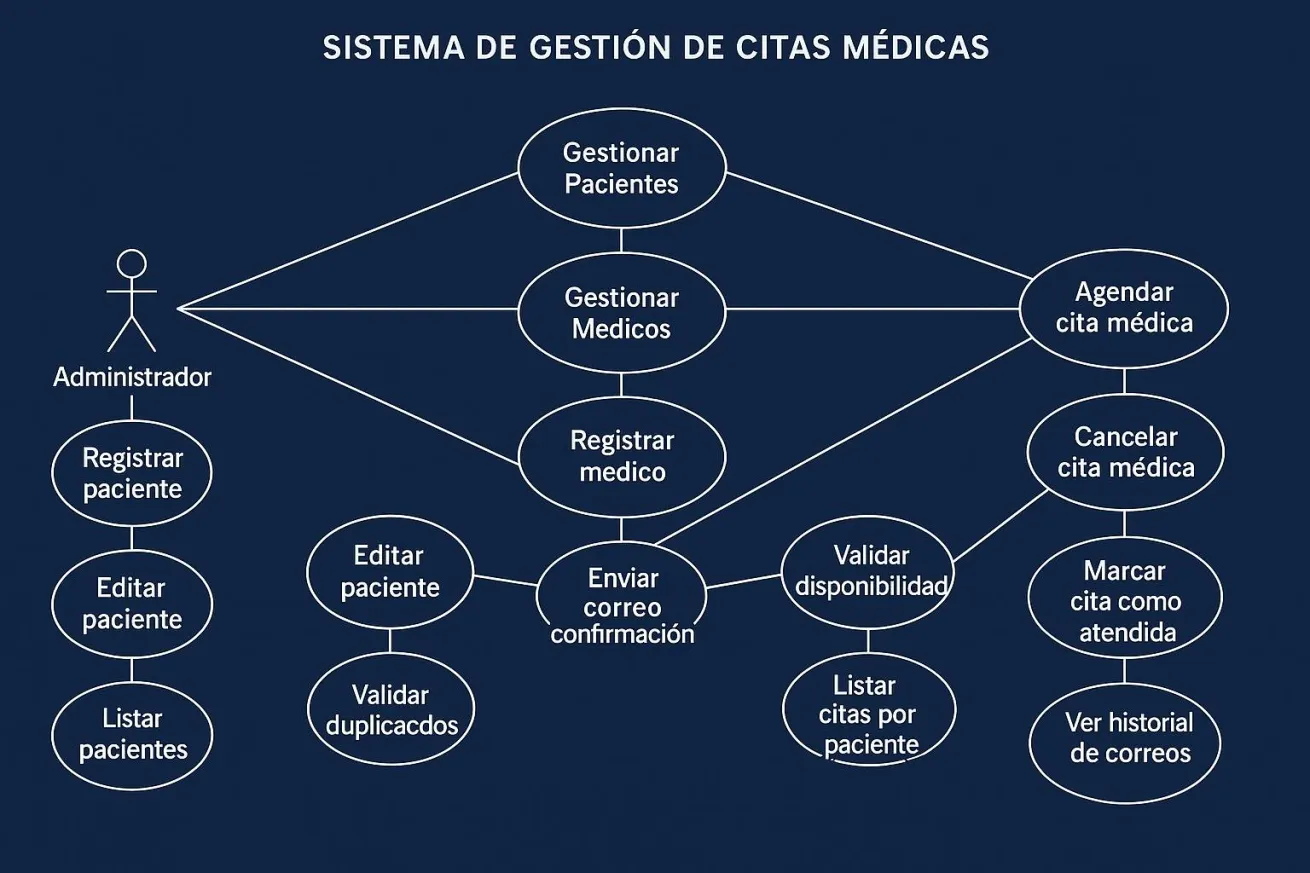 SISTEMA DE GESTIÓN DE CITAS MÉDICAS
Gestionar
Pacientes
Gestionar
Medicos
Agendar
cita médica
Administrador
Registrar
medico
Cancelar
cita médica
Registrar
paciente
Editar
paciente
Enviar
correo
confirmación
Validar
disponibilidad
Marcar
cita como
atendida
Editar
paciente
Validar
duplicacdos
Listar
citas por
paciente
Listar
pacientes
Ver historial
de correos